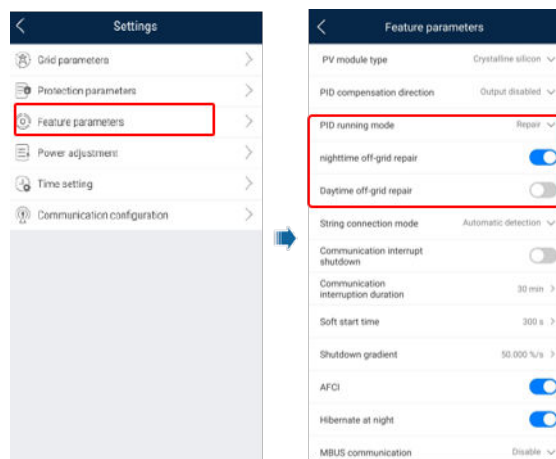 Settings
Grid parameters
Protection parameters
Feature parameters
Power adjustment
Time setting
Communication configuration
Feature parameters
PV module type Crystalline silicon
PID compensation direction Output disabled
PID running mode Repair
nighttime off-grid repair
Daytime off-grid repair
String connection mode Automatic detection
Communication interrupt
shutdown
Communication
interruption duration 30 min
Soft start time 300 s
Shutdown gradient 50.000 %/s
AFCI
Hibernate at night
MBUS communication Disable